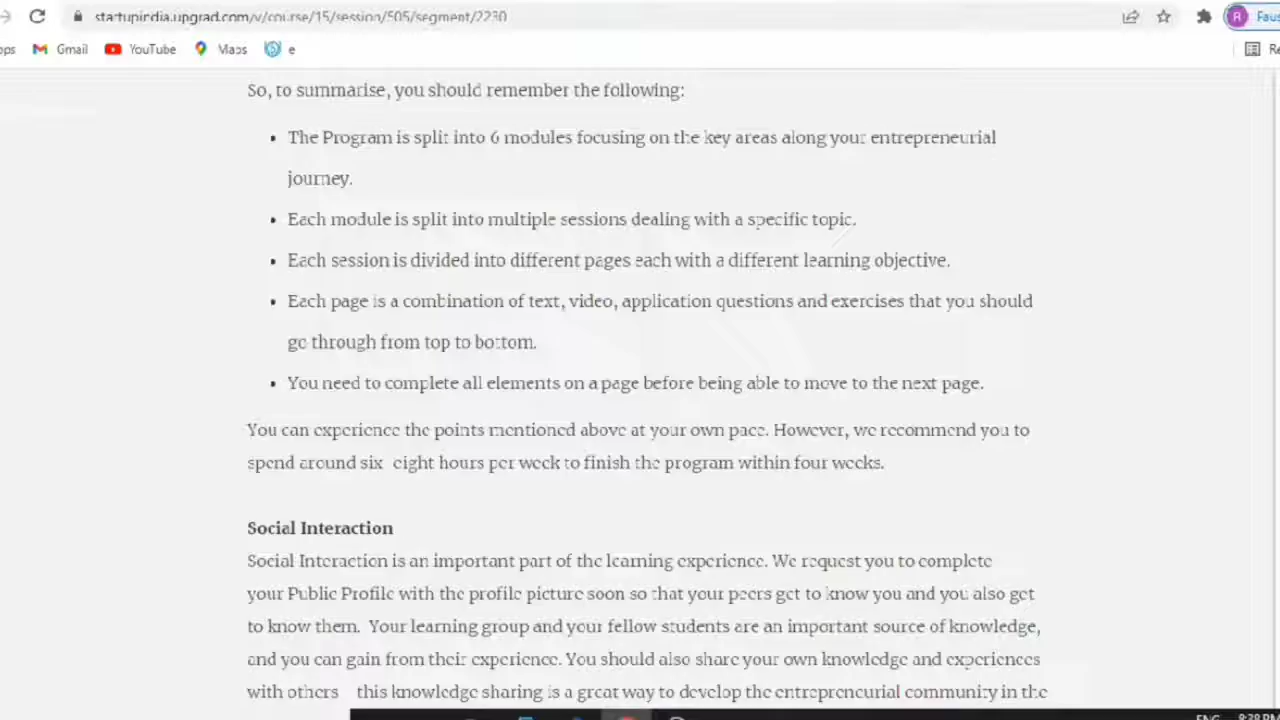 startupindia.upgrad.com/v/course/15/session/505/segment/2230
R
Gmail YouTube Maps e
So, to summarise, you should remember the following:
• The Program is split into 6 modules focusing on the key areas along your entrepreneurial
journey.
• Each module is split into multiple sessions dealing with a specific topic.
• Each session is divided into different pages each with a different learning objective.
• Each page is a combination of text, video, application questions and exercises that you should
go through from top to bottom.
• You need to complete all elements on a page before being able to move to the next page.
You can experience the points mentioned above at your own pace. However, we recommend you to
spend around six eight hours per week to finish the program within four weeks.
Social Interaction
Social Interaction is an important part of the learning experience. We request you to complete
your Public Profile with the profile picture soon so that your peers get to know you and you also get
to know them. Your learning group and your fellow students are an important source of knowledge,
and you can gain from their experience. You should also share your own knowledge and experiences
with others this knowledge sharing is a great way to develop the entrepreneurial community in the